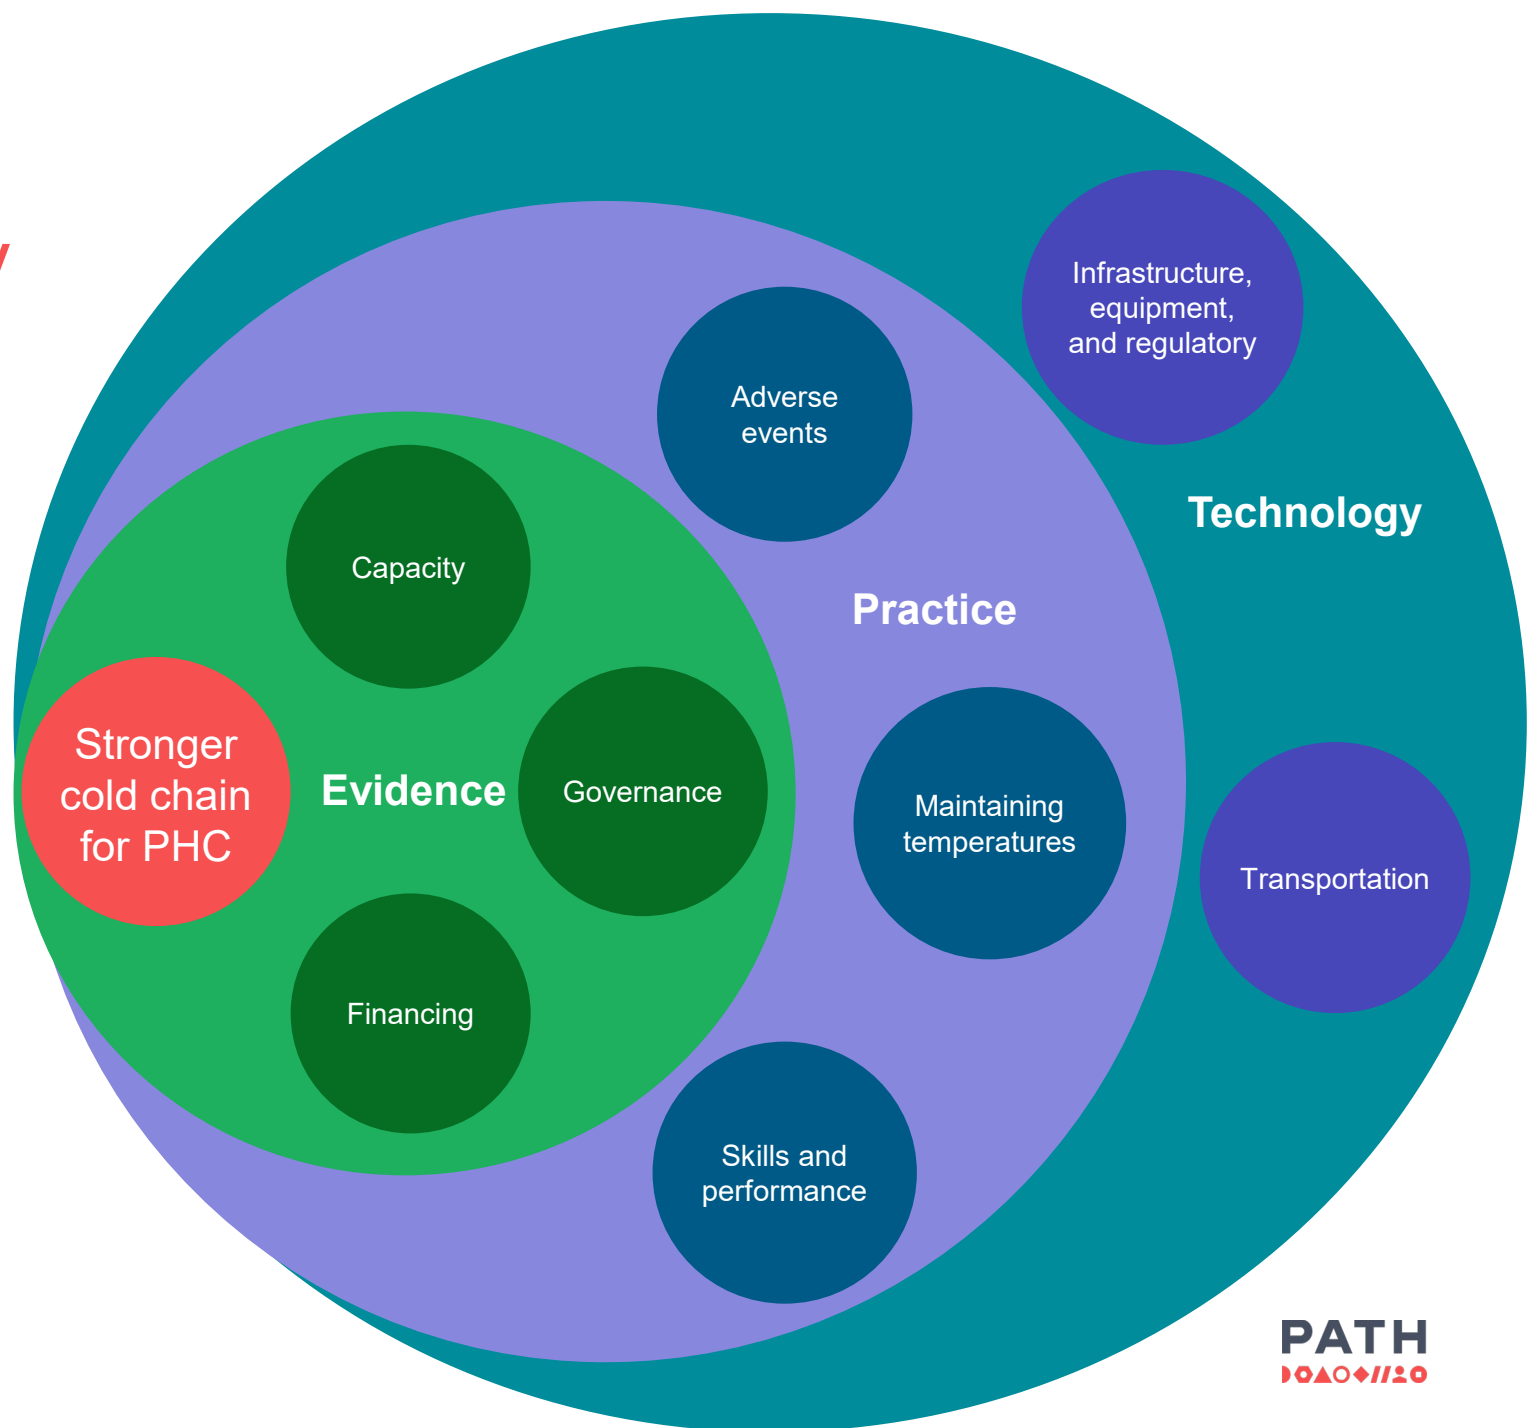 y
Infrastructure,
equipment,
and regulatory
Adverse
events
Technology
Capacity
Practice
Stronger
cold chain
for PHC
Evidence
Governance
Maintaining
temperatures
Transportation
Financing
Skills and
performance
PATH